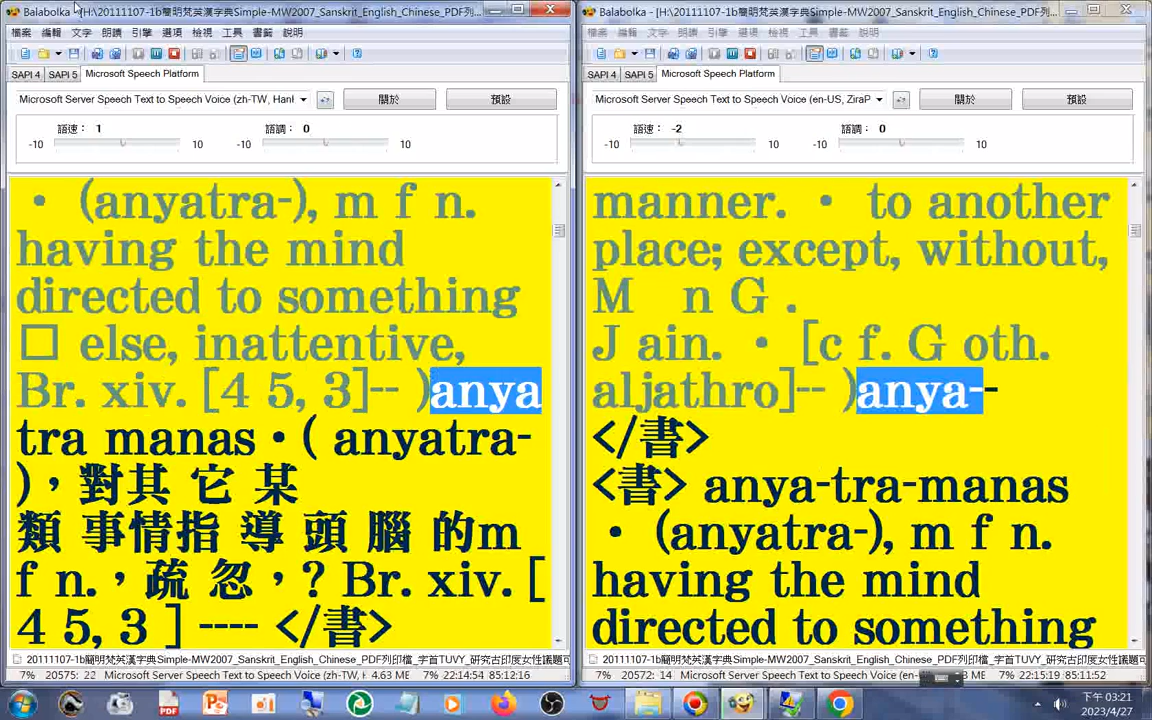 Balabolka - [H:\20111107-1b簡明梵英漢字典Simple-MW2007_Sanskrit_English_Chinese_PDF列...
檔案 編輯 文字 朗讀 引擎 選項 檢視 工具 書籤 說明
SAPI 4 SAPI 5 Microsoft Speech Platform
Microsoft Server Speech Text to Speech Voice (zh-TW, Hanl
關於 預設
語速： 1 語調： 0
-10 10 -10 10
• (anyatra-), m f n.
having the mind
directed to something
□ else, inattentive,
Br. xiv. [4 5, 3]-- )anya
tra manas • ( anyatra-
)，對其 它 某
類 事情指 導 頭 腦 的m
f n.，疏 忽，? Br. xiv. [
4 5, 3 ] ---- </書>
20111107-1b簡明梵英漢字典Simple-MW2007_Sanskrit_English_Chinese_PDF列印檔_字首TUVY_研究古印度女性議題可
7% 20575: 22 Microsoft Server Speech Text to Speech Voice (zh-TW, H 4.63 ME 7% 22:14:54 85:12:16
Balabolka - [H:\20111107-1b簡明梵英漢字典Simple-MW2007_Sanskrit_English_Chinese_PDF列...
檔案 編輯 文字 朗讀 引擎 選項 檢視 工具 書籤 說明
SAPI 4 SAPI 5 Microsoft Speech Platform
Microsoft Server Speech Text to Speech Voice (en-US, ZiraP
關於 預設
語速： -2 語調： 0
-10 10 -10 10
manner. • to another
place; except, without,
M n G .
J ain. • [c f. G oth.
aljathro]-- )anya--
</書>
<書> anya-tra-manas
• (anyatra-), m f n.
having the mind
directed to something
20111107-1b簡明梵英漢字典Simple-MW2007_Sanskrit_English_Chinese_PDF列印檔_字首TUVY_研究古印度女性議題可
7% 20572: 14 Microsoft Server Speech Text to Speech Voice 7% 22:15:19 85:11:52
下午 03:21
2023/4/27